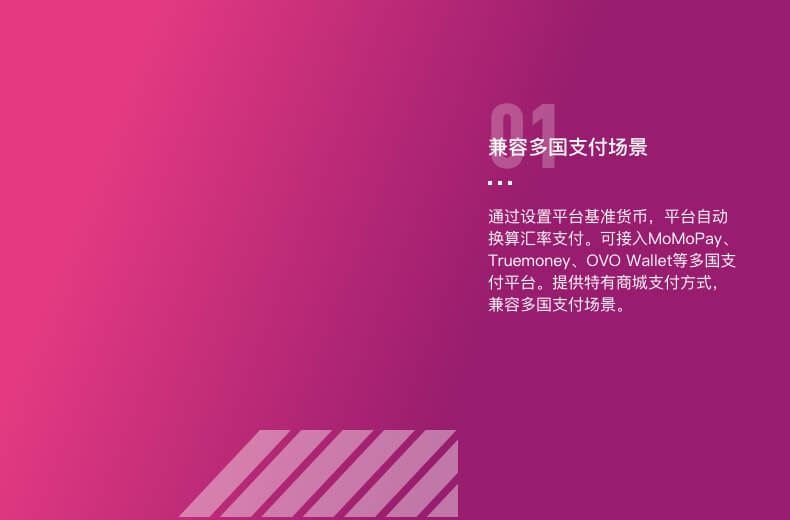 01
兼容多国支付场景
通过设置平台基准货币，平台自动
换算汇率支付。可接入MoMoPay、
Truemoney、OVO Wallet等多国支
付平台。提供特有商城支付方式，
兼容多国支付场景。